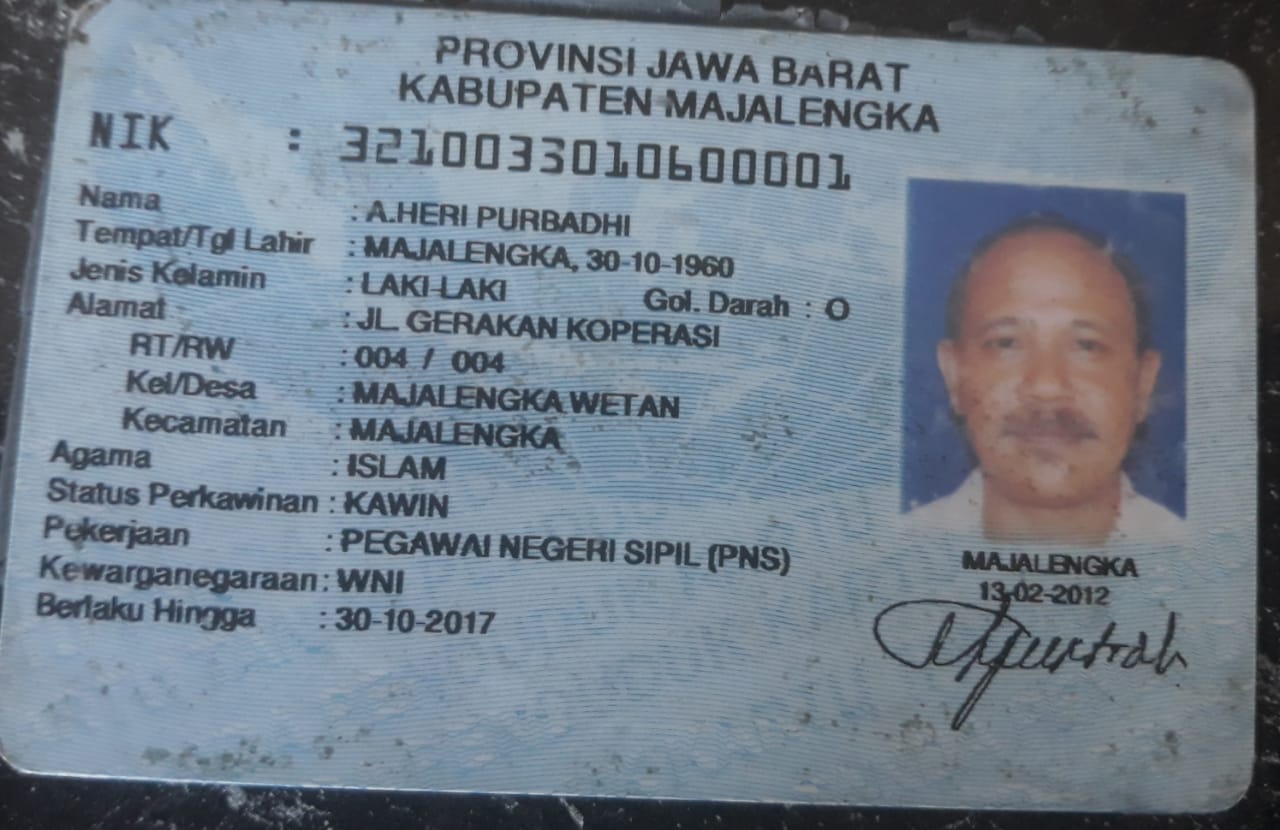 PROVINSI JAWA BARAT
KABUPATEN MAJALENGKA
NIK : 3210033010600001
Nama : A.HERI PURBADHI
Tempat/Tgl Lahir : MAJALENGKA, 30-10-1960
Jenis Kelamin : LAKI-LAKI Gol. Darah : O
Alamat : JL. GERAKAN KOPERASI
RT/RW : 004 / 004
Kel/Desa : MAJALENGKA WETAN
Kecamatan : MAJALENGKA
Agama : ISLAM
Status Perkawinan : KAWIN
Pekerjaan : PEGAWAI NEGERI SIPIL (PNS)
Kewarganegaraan : WNI
Berlaku Hingga : 30-10-2017
MAJALENGKA
13-02-2012